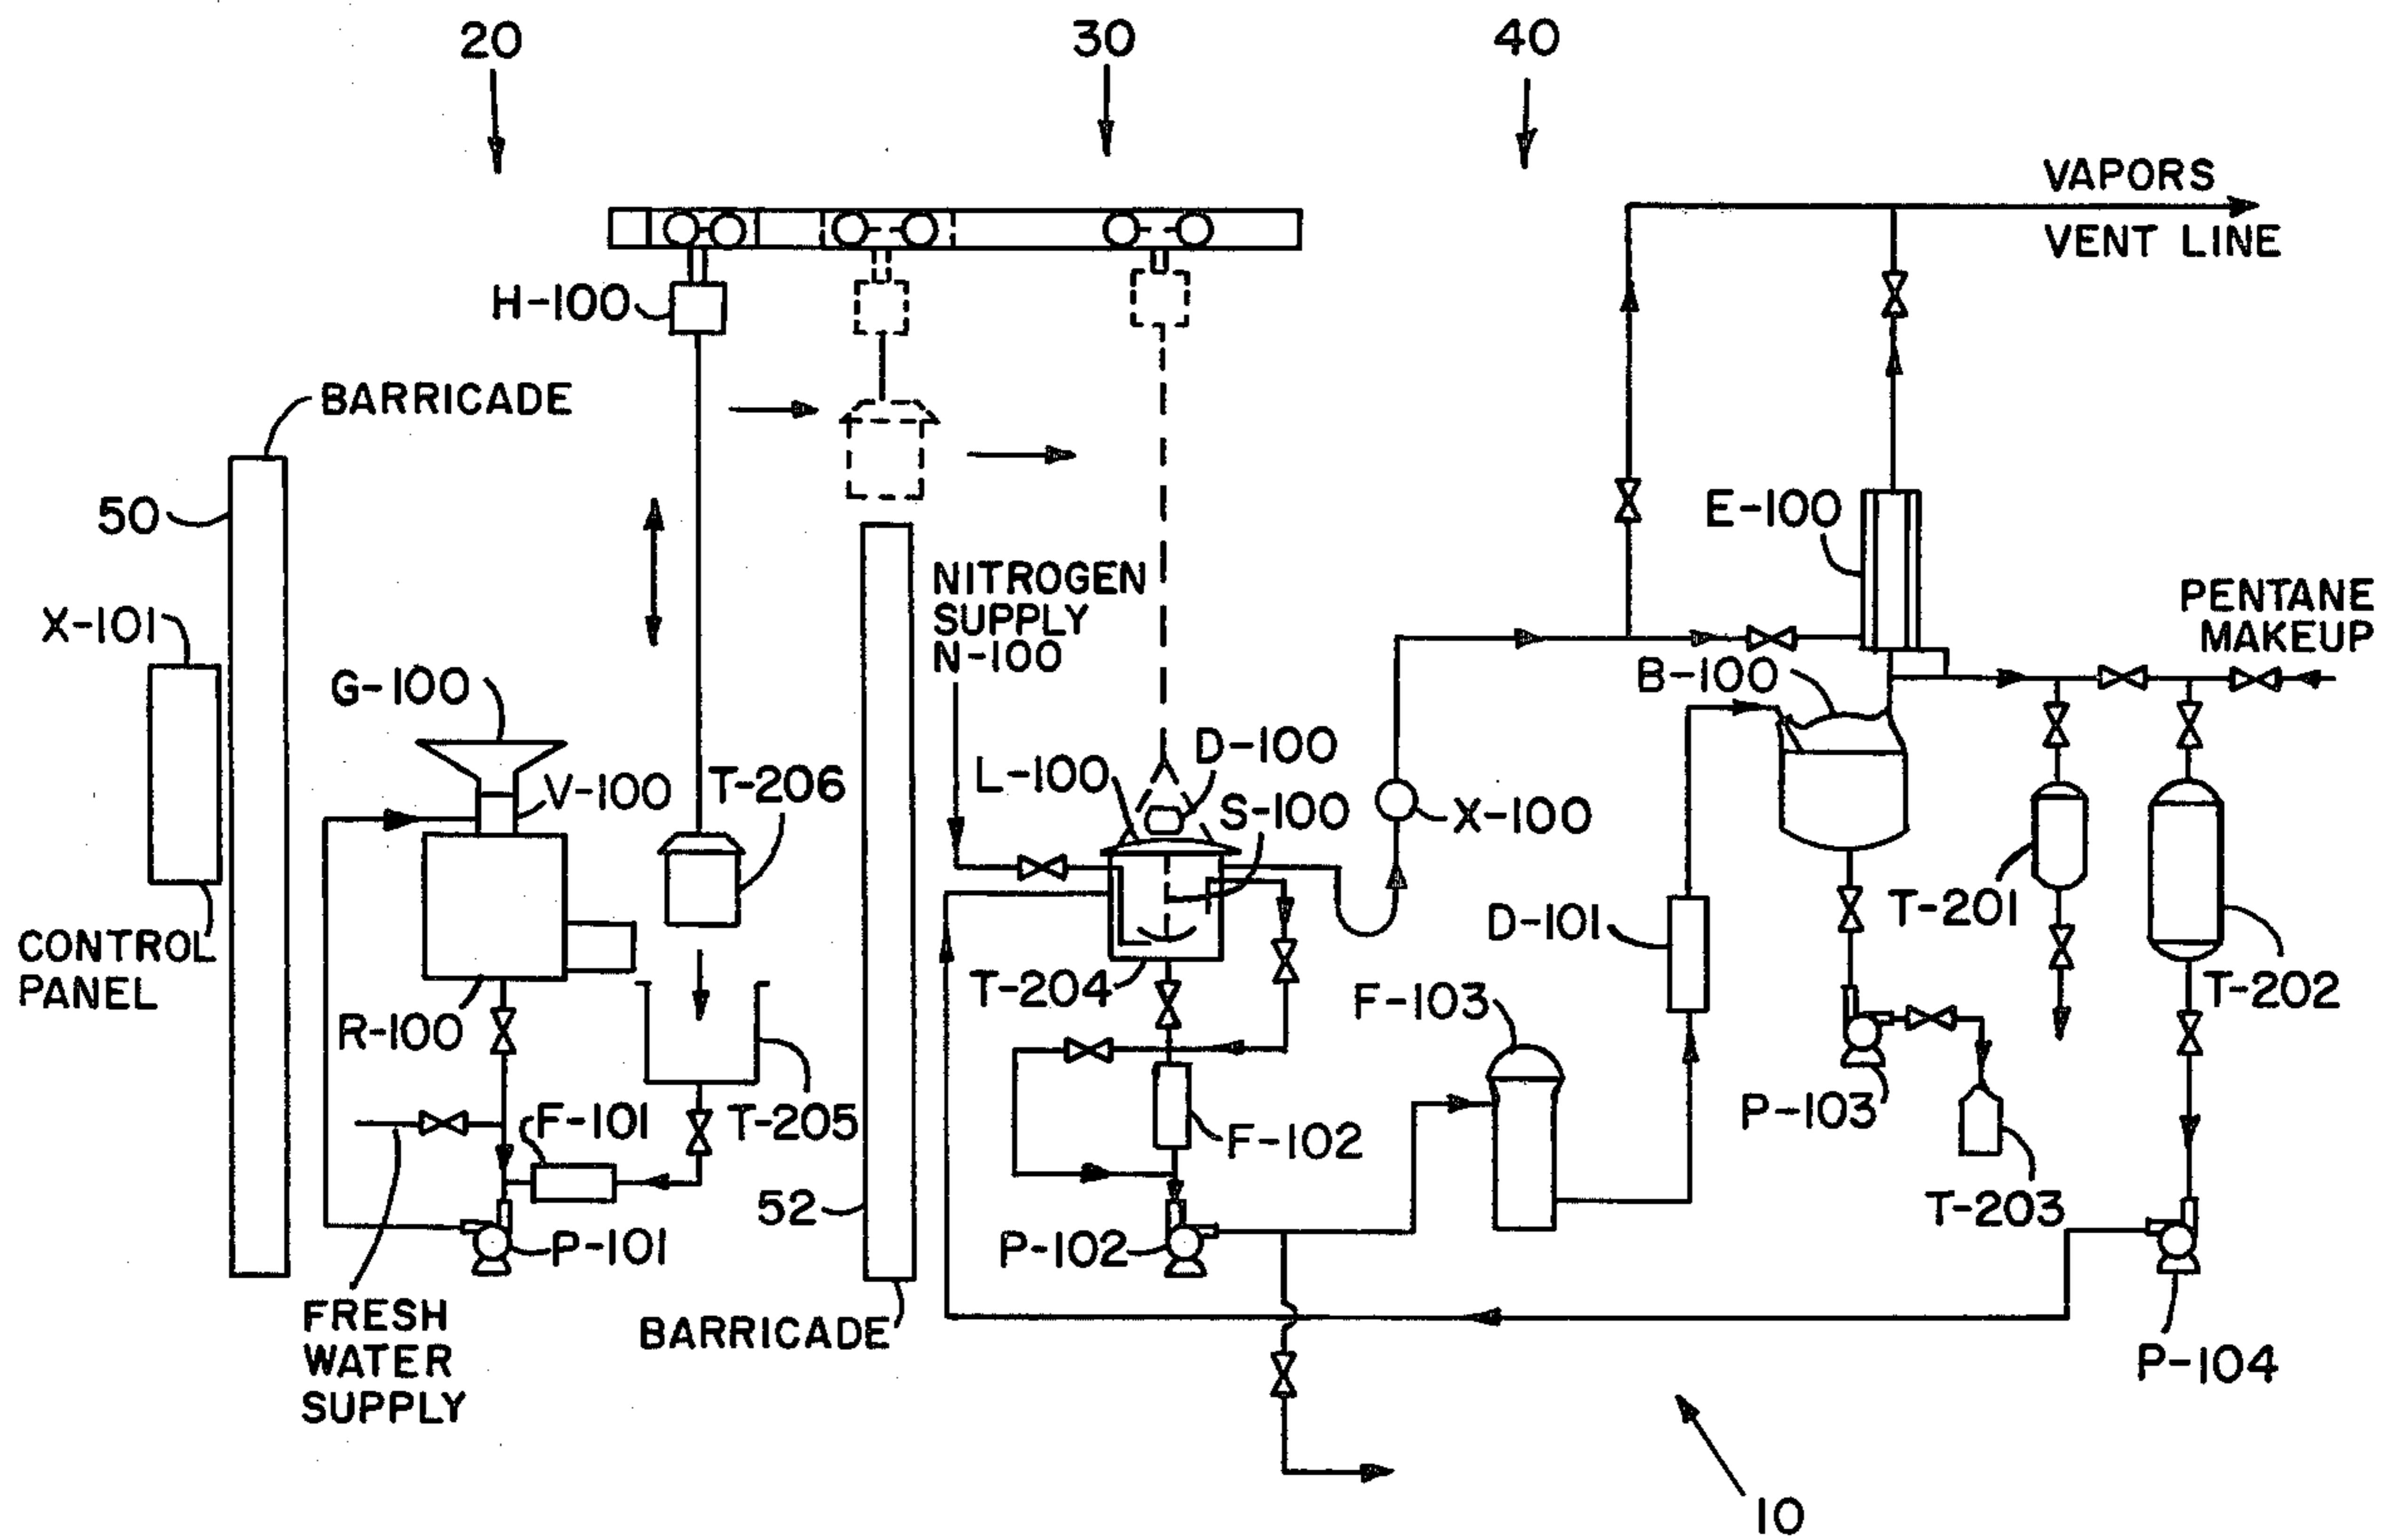 20
30
40
VAPORS
VENT LINE
H-100
BARRICADE
50
E-100
NITROGEN
SUPPLY
N-100
PENTANE
MAKEUP
X-101
G-100
B-100
V-100
T-206
L-100
D-100
S-100
X-100
CONTROL
PANEL
R-100
T-204
D-101
T-201
T-202
F-103
F-101
T-205
F-102
P-103
T-203
52
P-101
P-102
FRESH
WATER
SUPPLY
BARRICADE
P-104
10